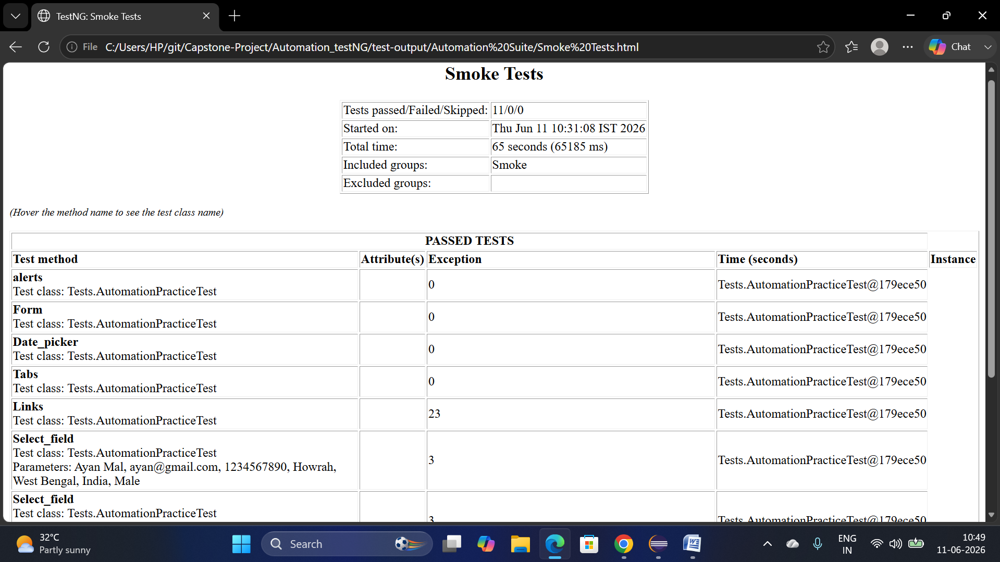 TestNG: Smoke Tests
File C:/Users/HP/git/Capstone-Project/Automation_testNG/test-output/Automation%20Suite/Smoke%20Tests.html
Chat
Smoke Tests
Tests passed/Failed/Skipped: 11/0/0
Started on: Thu Jun 11 10:31:08 IST 2026
Total time: 65 seconds (65185 ms)
Included groups: Smoke
Excluded groups:
(Hover the method name to see the test class name)
PASSED TESTS
Test method Attribute(s) Exception Time (seconds) Instance
alerts
Test class: Tests.AutomationPracticeTest
0 Tests.AutomationPracticeTest@179ece50
Form
Test class: Tests.AutomationPracticeTest
0 Tests.AutomationPracticeTest@179ece50
Date_picker
Test class: Tests.AutomationPracticeTest
0 Tests.AutomationPracticeTest@179ece50
Tabs
Test class: Tests.AutomationPracticeTest
0 Tests.AutomationPracticeTest@179ece50
Links
Test class: Tests.AutomationPracticeTest
23 Tests.AutomationPracticeTest@179ece50
Select_field
Test class: Tests.AutomationPracticeTest
Parameters: Ayan Mal, ayan@gmail.com, 1234567890, Howrah,
West Bengal, India, Male
3 Tests.AutomationPracticeTest@179ece50
Select_field
Test class: Tests.AutomationPracticeTest
3 Tests.AutomationPracticeTest@179ece50
32°C
Partly sunny
Search
ENG
IN
10:49
11-06-2026